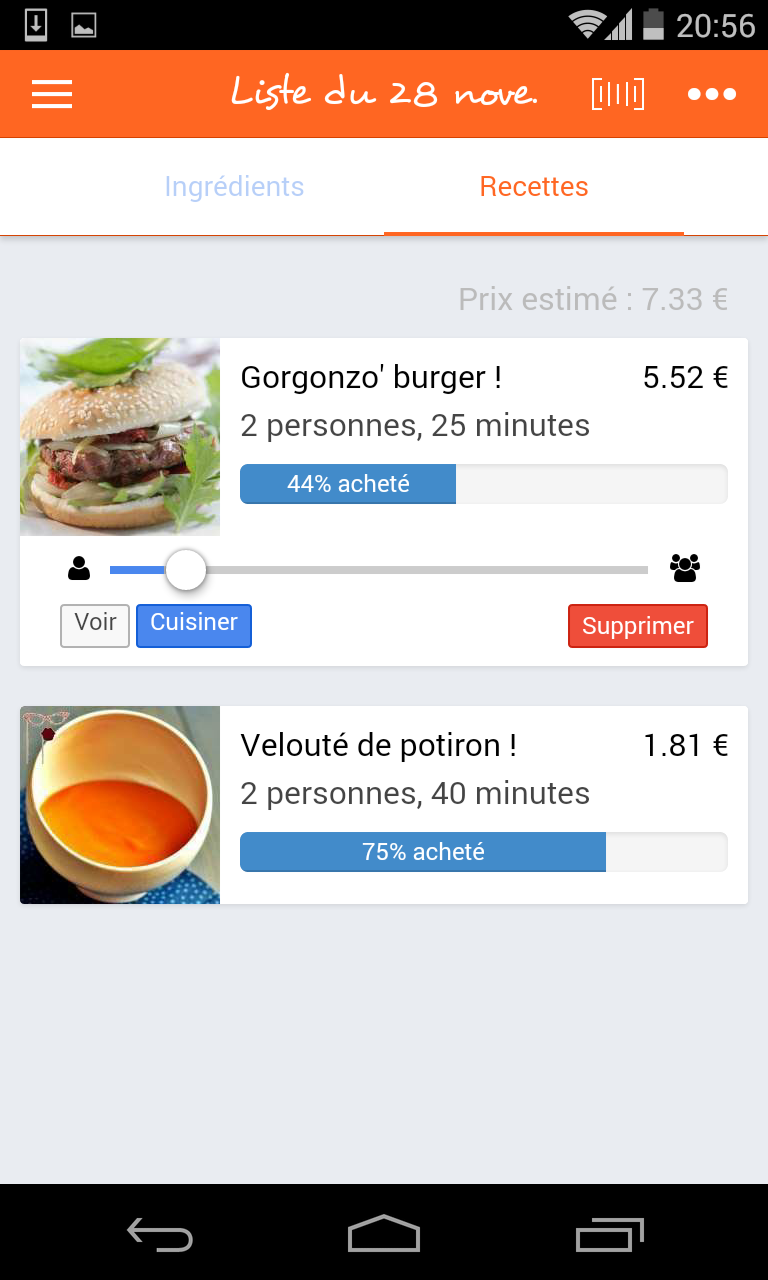 20:56
Liste du 28 nove.
Ingrédients
Recettes
Prix estimé : 7.33 €
Gorgonzo' burger !
5.52 €
2 personnes, 25 minutes
44% acheté
Voir
Cuisiner
Supprimer
Velouté de potiron !
1.81 €
2 personnes, 40 minutes
75% acheté